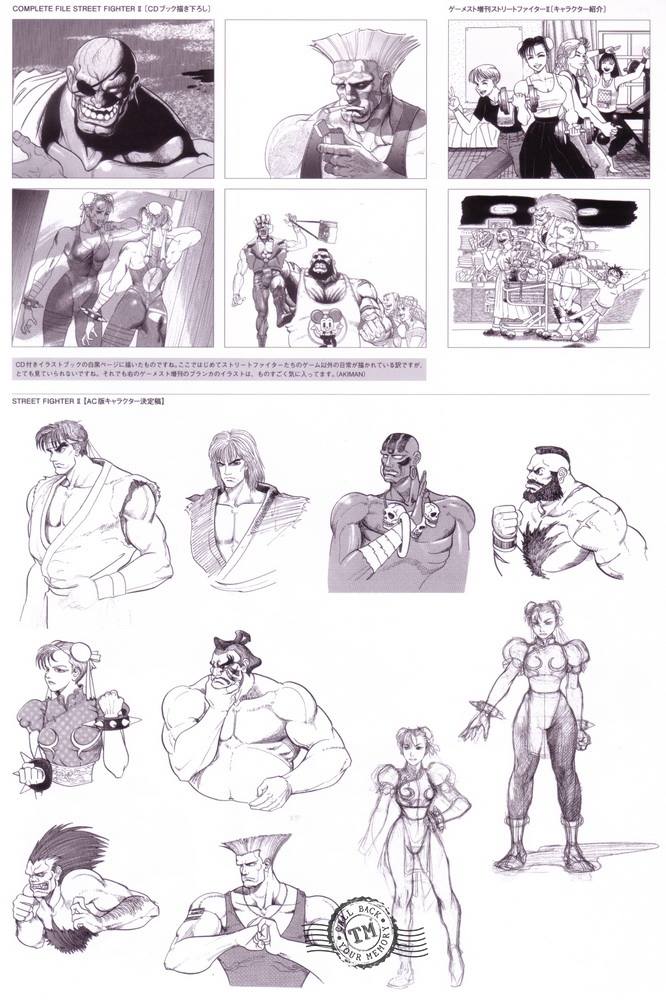 COMPLETE FILE STREET FIGHTER II［CDブック描き下ろし］
ゲーメスト増刊ストリートファイターII［キャラクター紹介］
CD付きイラストブックの白黒ページに描いたものですね。ここではじめてストリートファイターたちのゲーム以外の日常が描かれている訳ですが、
とても見ていられないですね。それでも右のゲーメスト増刊のブランカのイラストは、ものすごく気に入ってます。(AKIMAN)
STREET FIGHTER II【AC版キャラクター決定稿】
CALL BACK
TM
YOUR MEMORY